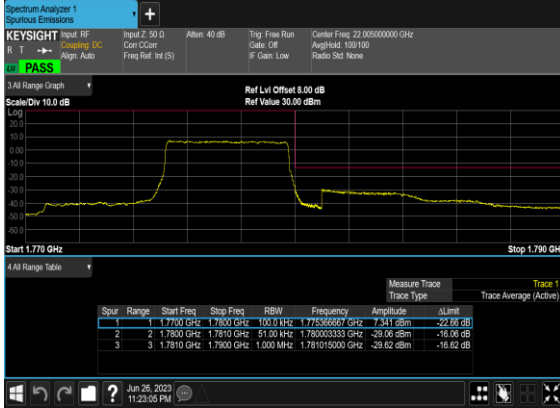 Spectrum Analyzer 1
Spurious Emissions
+
KEYSIGHT Input: RF Input Z: 50 Ω Atten: 40 dB Trig: Free Run Center Freq: 22.005000000 GHz
R T Coupling: DC Corr CCorr Gate: Off Avg|Hold: 100/100
Align: Auto Freq Ref: Int (S) IF Gain: Low Radio Std: None
LXI PASS
3 All Range Graph
Ref Lvl Offset 8.00 dB
Scale/Div 10.0 dB Ref Value 30.00 dBm
Log
20.0
10.0
0.00
-10.0
-20.0
-30.0
-40.0
-50.0
-60.0
Start 1.770 GHz Stop 1.790 GH
4 All Range Table
Measure Trace Trace 1
Trace Type Trace Average (Active)
Spur Range Start Freq Stop Freq RBW Frequency Amplitude ΔLimit
1 1 1.7700 GHz 1.7800 GHz 100.0 kHz 1.775366667 GHz 7.341 dBm -22.66 dB
2 2 1.7800 GHz 1.7810 GHz 51.00 kHz 1.780003333 GHz -29.06 dBm -16.06 dB
3 3 1.7810 GHz 1.7900 GHz 1.000 MHz 1.781015000 GHz -29.62 dBm -16.62 dB
? Jun 26, 2023
11:23:05 PM